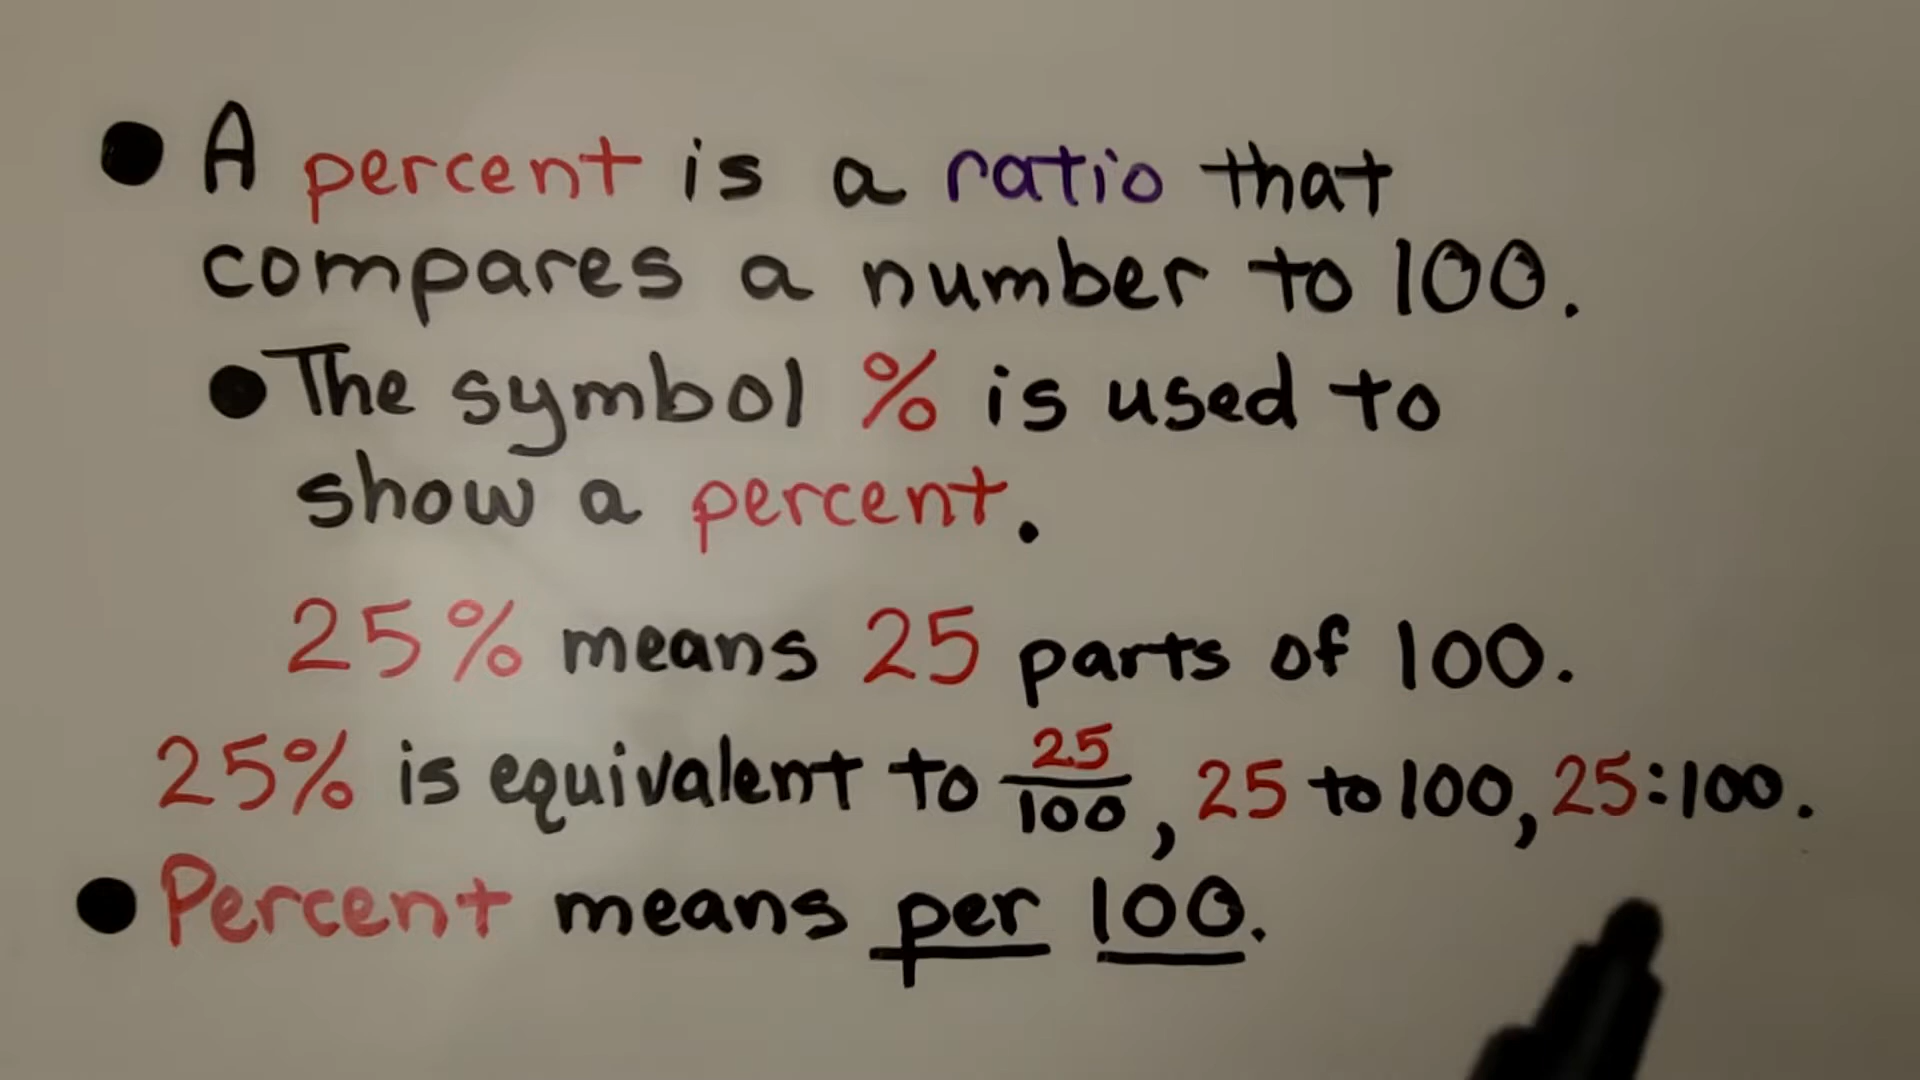 ● A percent is a ratio that
compares a number to 100.
● The symbol % is used to
show a percent.
25% means 25 parts of 100.
25% is equivalent to 25/100, 25 to 100, 25:100.
● Percent means per 100.